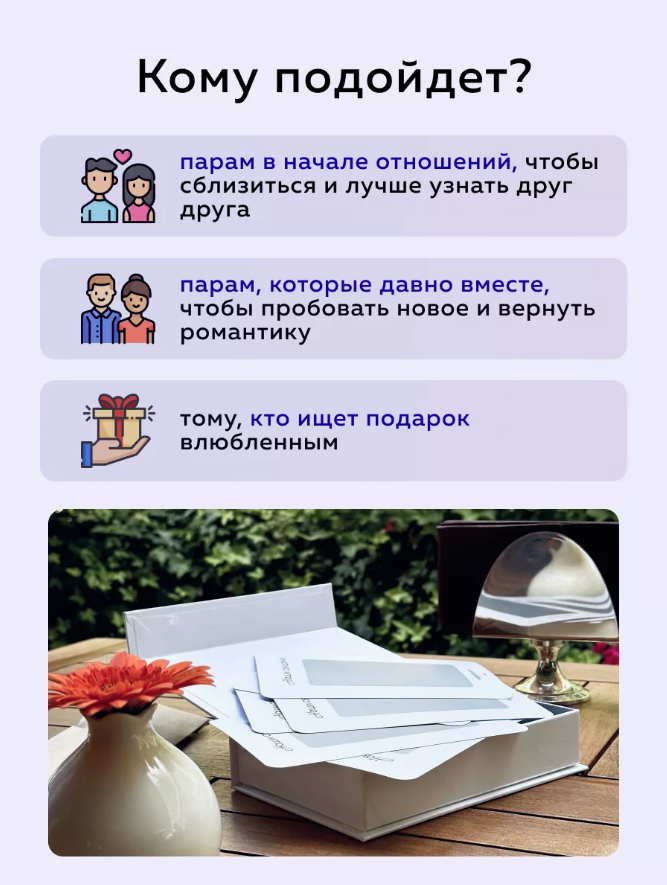 Кому подойдет?
парам в начале отношений, чтобы
сблизиться и лучше узнать друг
друга
парам, которые давно вместе,
чтобы пробовать новое и вернуть
романтику
тому, кто ищет подарок
влюбленным